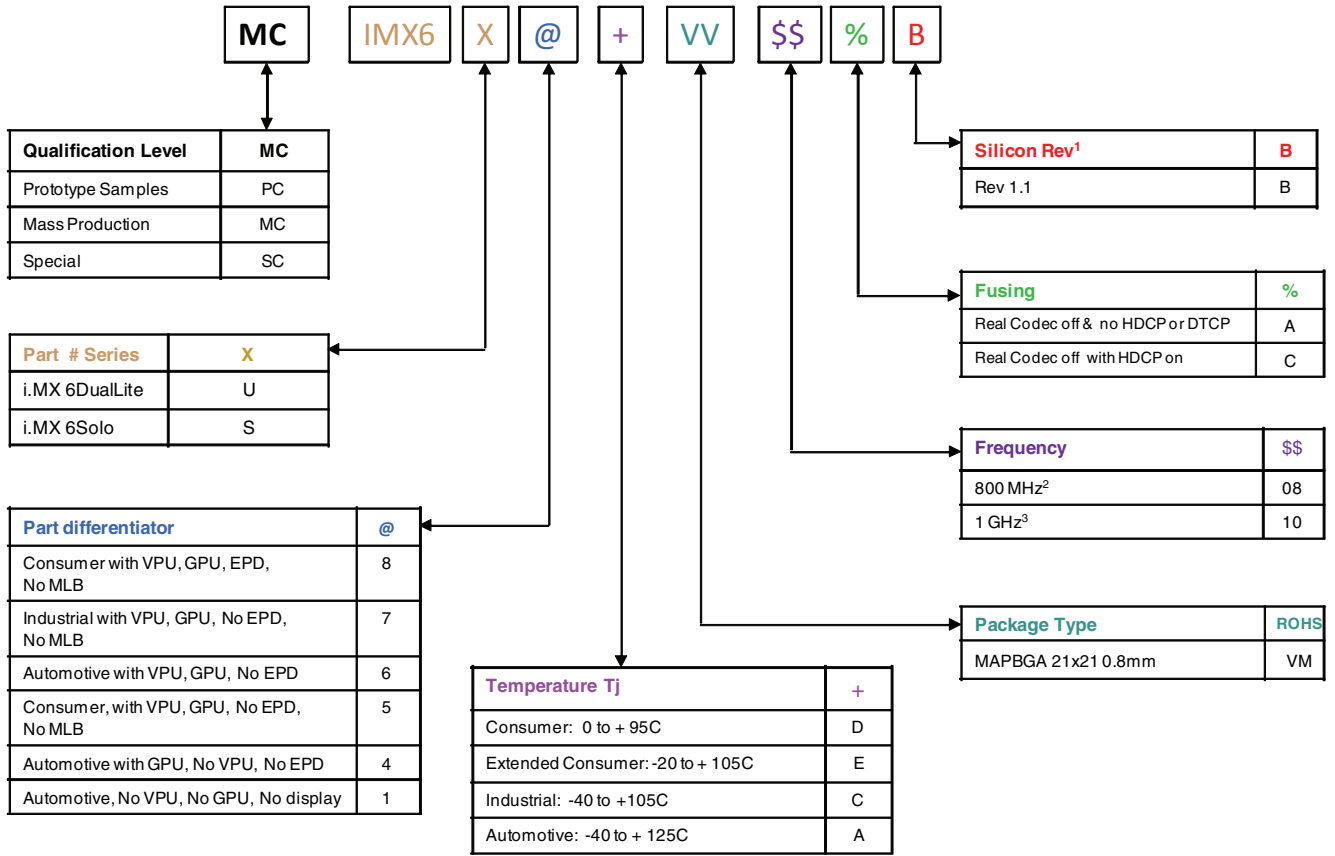 MC IMX6 X @ + VV $$ % B
Qualification Level MC
Prototype Samples PC
Mass Production MC
Special SC
Part # Series X
i.MX 6DualLite U
i.MX 6Solo S
Part differentiator @
Consumer with VPU, GPU, EPD,
No MLB 8
Industrial with VPU, GPU, No EPD,
No MLB 7
Automotive with VPU, GPU, No EPD 6
Consumer, with VPU, GPU, No EPD,
No MLB 5
Automotive with GPU, No VPU, No EPD 4
Automotive, No VPU, No GPU, No display 1
Temperature Tj +
Consumer: 0 to + 95C D
Extended Consumer: -20 to + 105C E
Industrial: -40 to +105C C
Automotive: -40 to + 125C A
Silicon Rev1 B
Rev 1.1 B
Fusing %
Real Codec off & no HDCP or DTCP A
Real Codec off with HDCP on C
Frequency $$
800 MHz2 08
1 GHz3 10
Package Type ROHS
MAPBGA 21x21 0.8mm VM